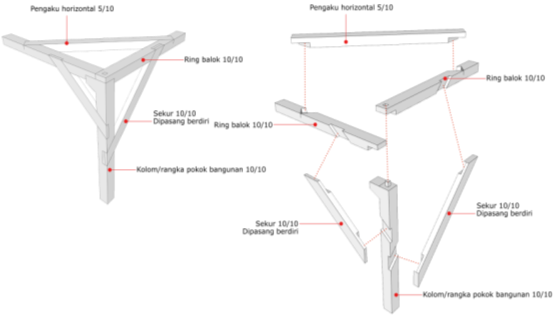 Pengaku horizontal 5/10
Ring balok 10/10
Sekur 10/10
Dipasang berdiri
Kolom/rangka pokok bangunan 10/10
Pengaku horizontal 5/10
Ring balok 10/10
Ring balok 10/10
Sekur 10/10
Dipasang berdiri
Sekur 10/10
Dipasang berdiri
Kolom/rangka pokok bangunan 10/10